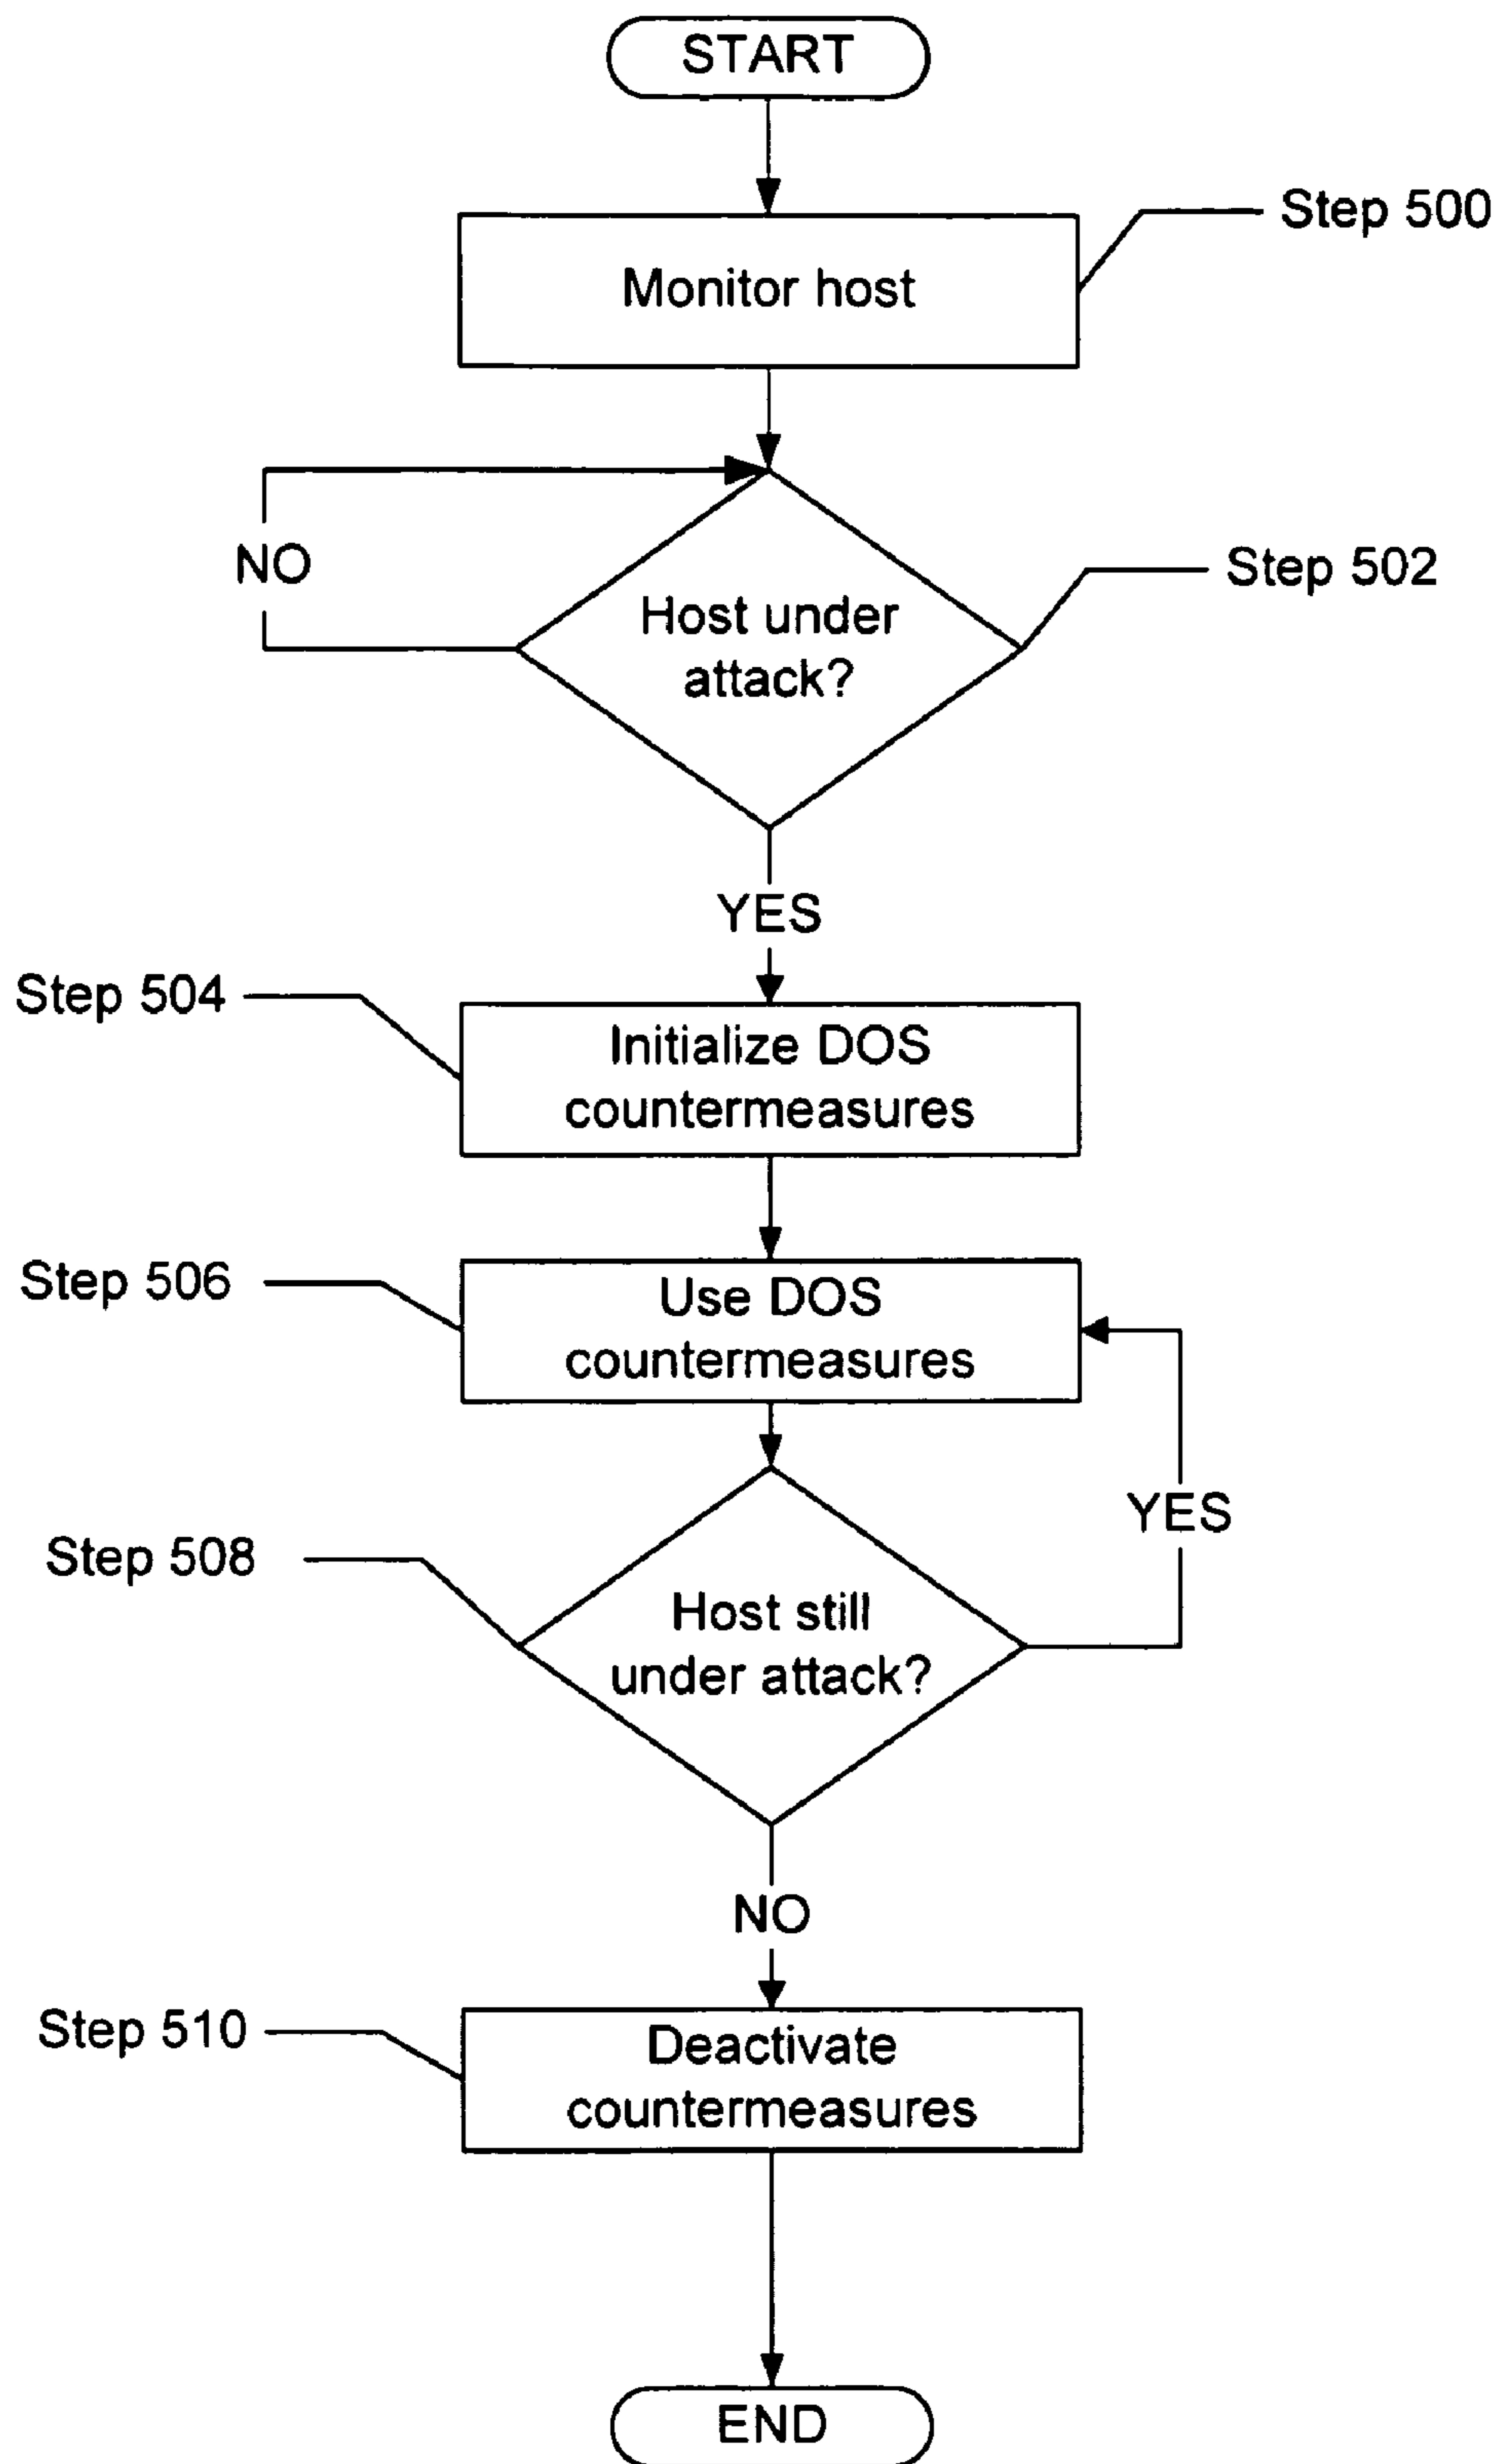 START
Step 500
Monitor host
NO
Step 502
Host under
attack?
YES
Step 504
Initialize DOS
countermeasures
Step 506
Use DOS
countermeasures
YES
Step 508
Host still
under attack?
NO
Step 510
Deactivate
countermeasures
END